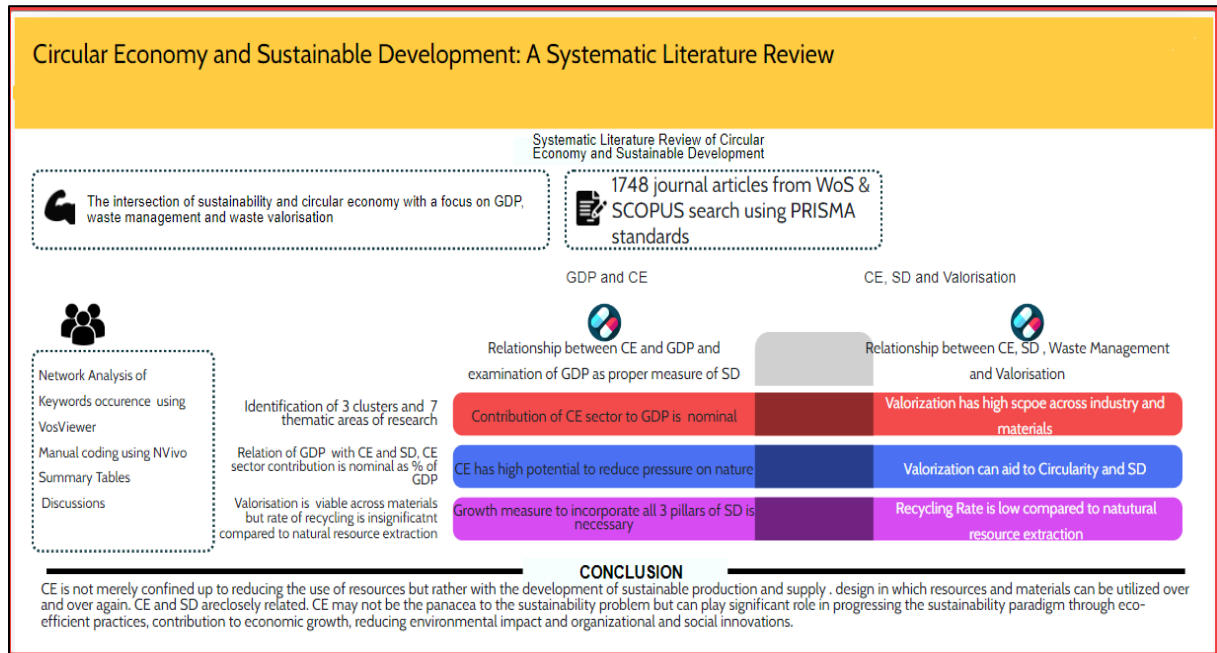 Circular Economy and Sustainable Development: A Systematic Literature Review
Systematic Literature Review of Circular
Economy and Sustainable Development
The intersection of sustainability and circular economy with a focus on GDP,
waste management and waste valorisation
1748 journal articles from WoS &
SCOPUS search using PRISMA
standards
GDP and CE
CE, SD and Valorisation
Relationship between CE and GDP and
examination of GDP as proper measure of SD
Relationship between CE, SD , Waste Management
and Valorisation
Network Analysis of
Keywords occurence using
VosViewer
Manual coding using NVivo
Summary Tables
Discussions
Identification of 3 clusters and 7
thematic areas of research
Contribution of CE sector to GDP is nominal
Valorization has high scpoe across industry and
materials
Relation of GDP with CE and SD, CE
sector contribution is nominal as % of
GDP
CE has high potential to reduce pressure on nature
Valorization can aid to Circularity and SD
Valorisation is viable across materials
but rate of recycling is insignificatnt
compared to natural resource extraction
Growth measure to incorporate all 3 pillars of SD is
necessary
Recycling Rate is low compared to natutural
resource extraction
CONCLUSION
CE is not merely confined up to reducing the use of resources but rather with the development of sustainable production and supply . design in which resources and materials can be utilized over
and over again. CE and SD areclosely related. CE may not be the panacea to the sustainability problem but can play significant role in progressing the sustainability paradigm through eco-
efficient practices, contribution to economic growth, reducing environmental impact and organizational and social innovations.